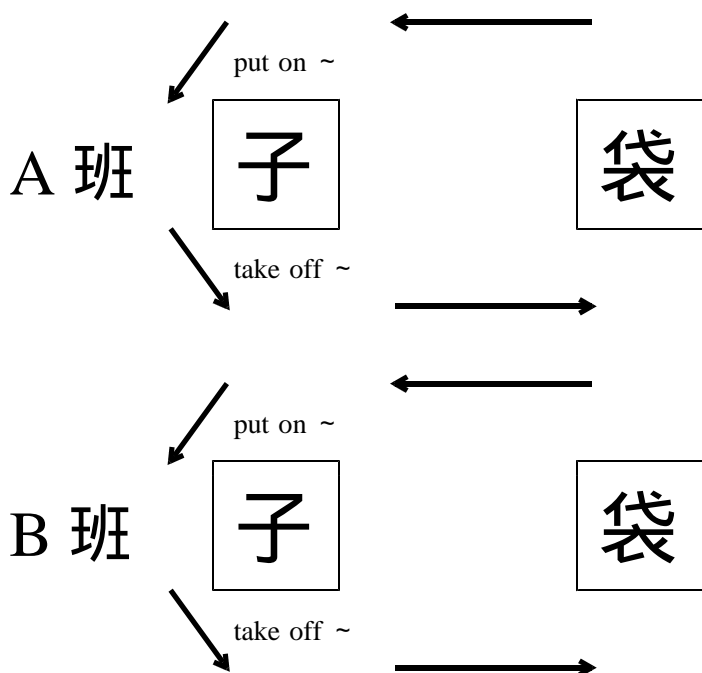 put on ~
A 班 子 袋
take off ~
put on ~
B 班 子 袋
take off ~